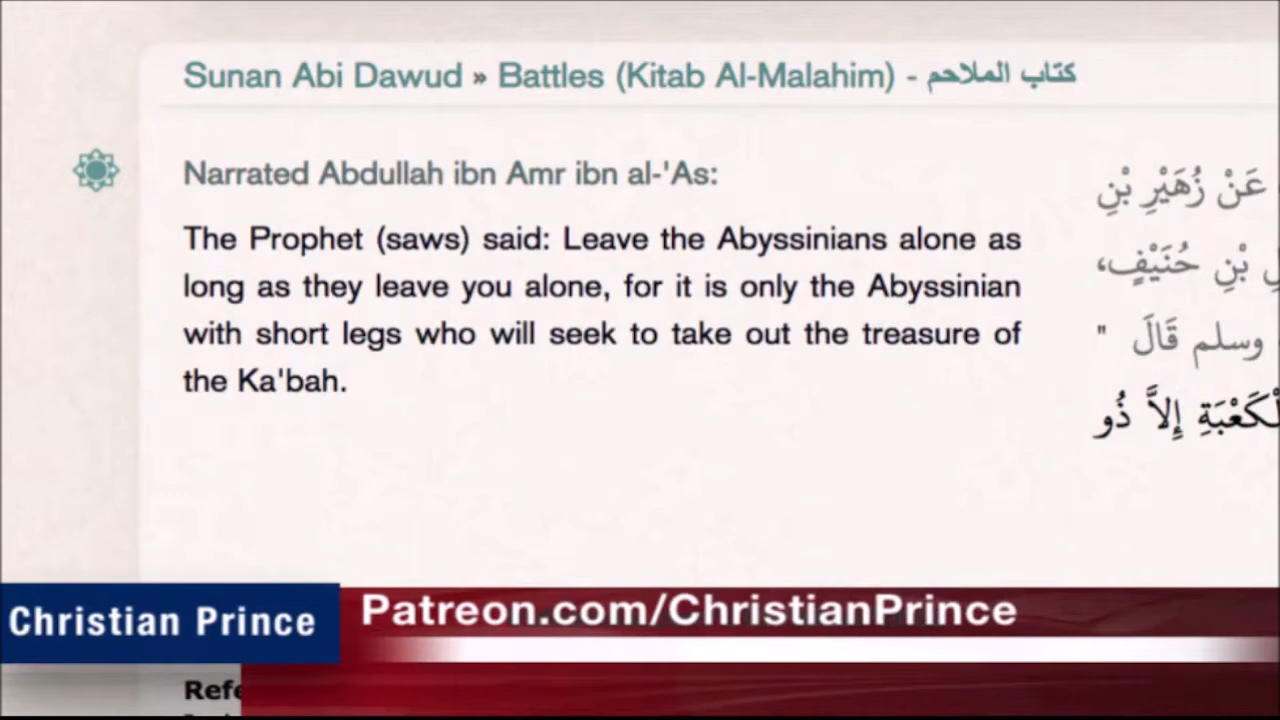 Sunan Abi Dawud » Battles (Kitab Al-Malahim) - كتاب الملاحم
Narrated Abdullah ibn Amr ibn al-'As:
The Prophet (saws) said: Leave the Abyssinians alone as
long as they leave you alone, for it is only the Abyssinian
with short legs who will seek to take out the treasure of
the Ka'bah.
عَنْ زُهَيْرِ بْنِ
بْنِ حُنَيْفٍ،
وسلم قَالَ "
الْكَعْبَةِ إِلاَّ ذُو
Christian Prince
Patreon.com/ChristianPrince
Refe